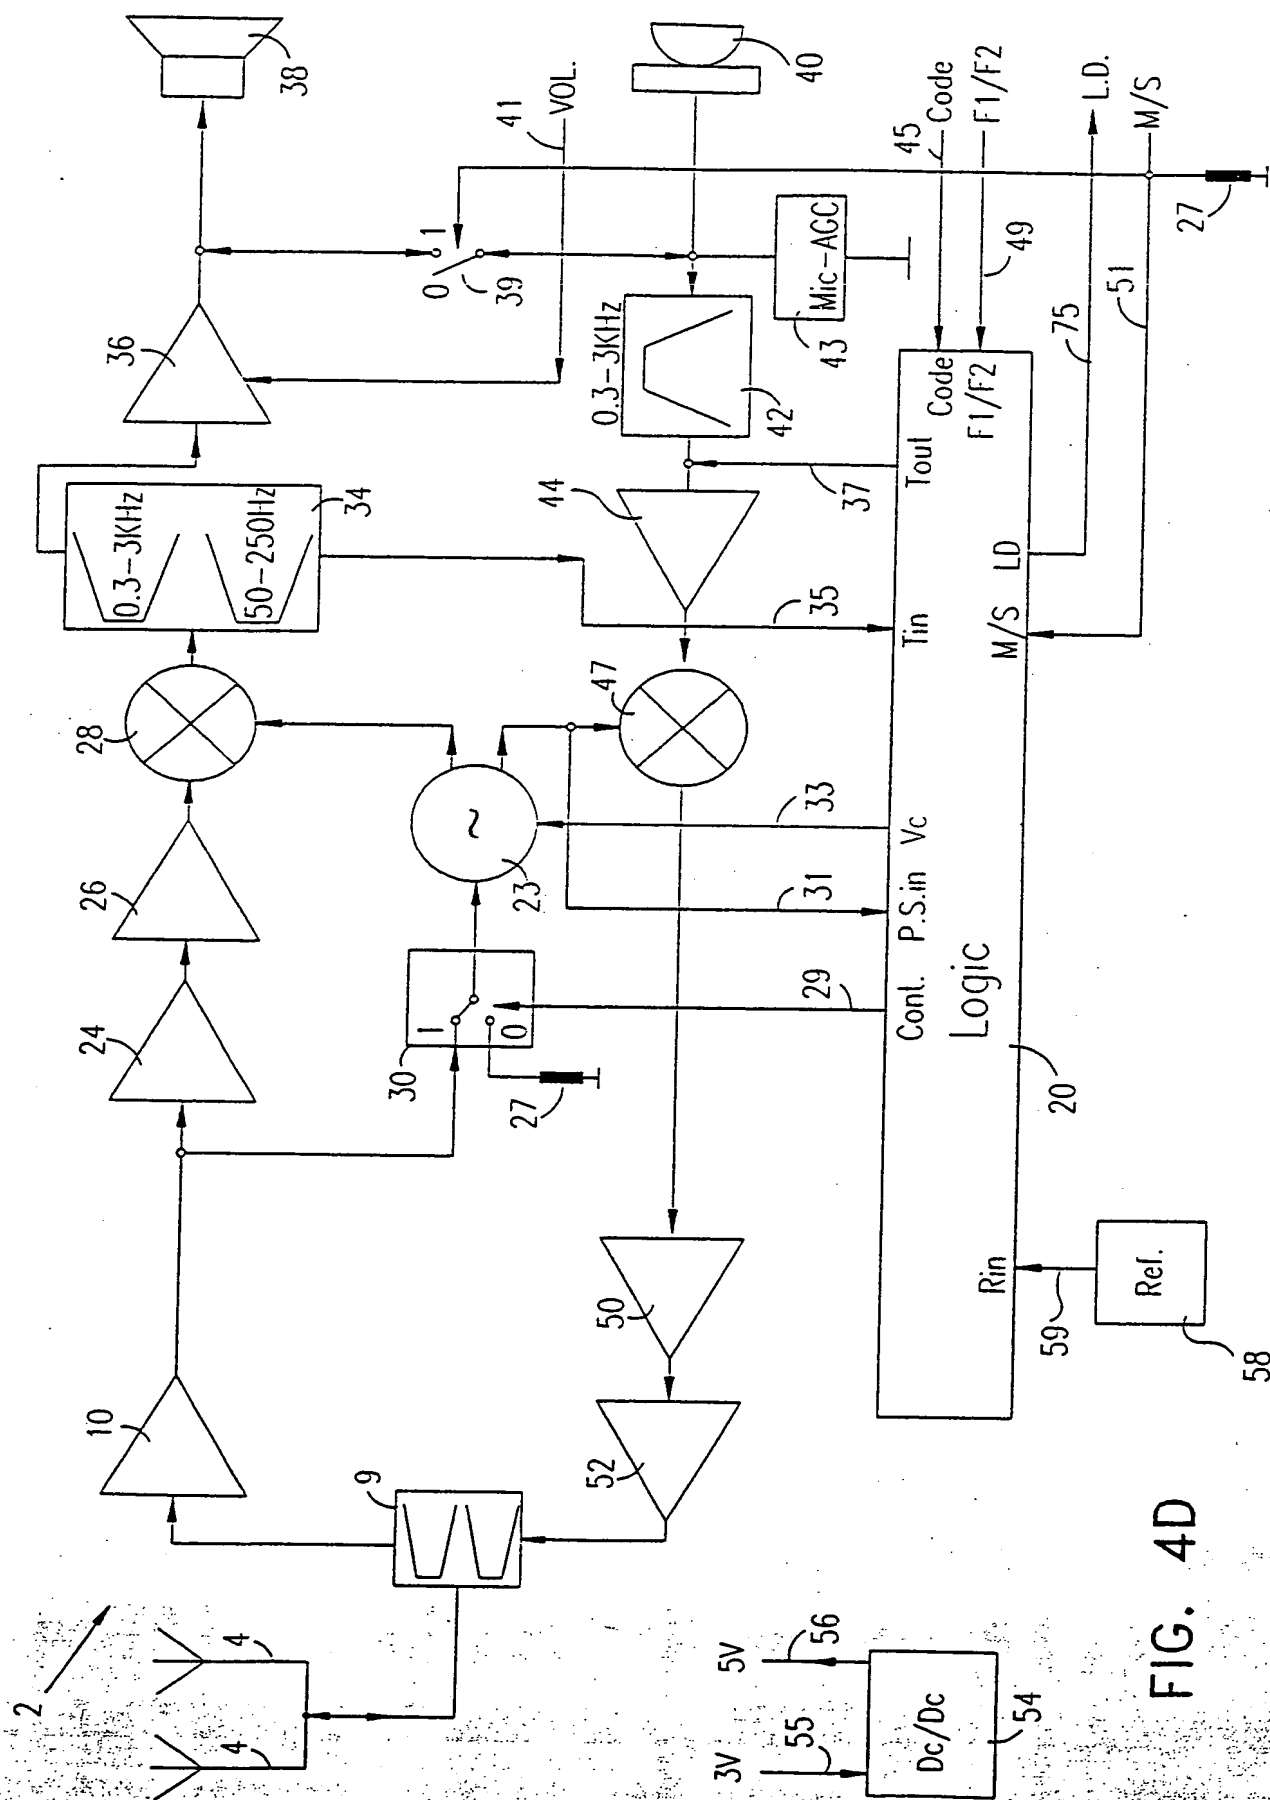 2
4
4
9
10
24
26
28
0.3-3KHz
50-250Hz
34
36
38
30
1
0
27
~
23
29
31
33
35
37
0
1
39
41
VOL.
40
52
50
47
44
0.3-3KHz
42
Mic-AGC
43
45
Code
F1/F2
49
Cont.
P.S.in
Vc
Tin
Tout
Code
F1/F2
Logic
20
Rin
M/S
LD
75
L.D.
51
M/S
27
59
Ref.
58
3V
55
5V
56
Dc/Dc
54
FIG. 4D